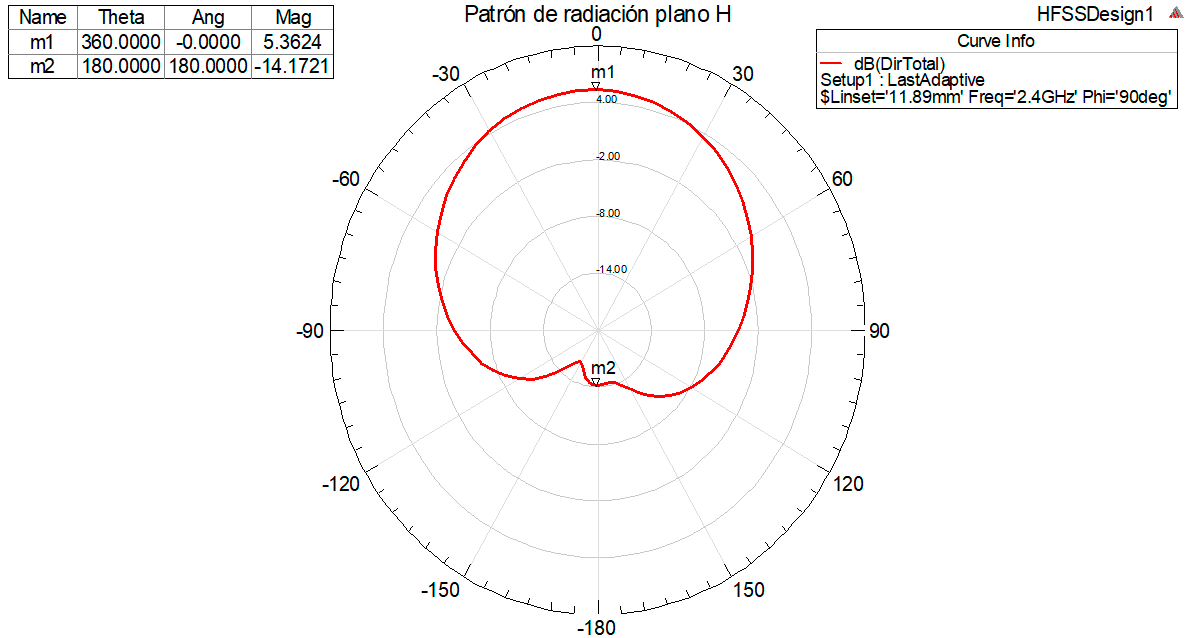 Patrón de radiación plano H
HFSSDesign1
Name Theta Ang Mag
m1 360.0000 -0.0000 5.3624
m2 180.0000 180.0000 -14.1721
Curve Info
dB(DirTotal)
Setup1 : LastAdaptive
$Linset='11.89mm' Freq='2.4GHz' Phi='90deg'
0
-30
m1
30
4.00
-2.00
-60
60
-8.00
-14.00
-90
90
m2
-120
120
-150
150
-180